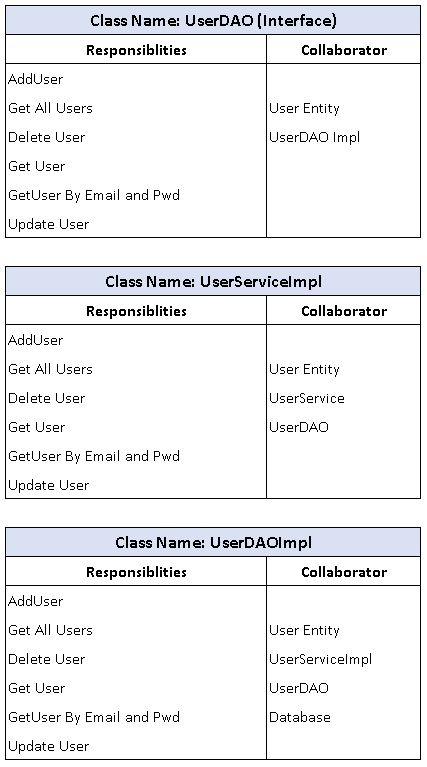 Class Name: UserDAO (Interface)
Responsiblities Collaborator
AddUser
Get All Users User Entity
Delete User UserDAO Impl
Get User
GetUser By Email and Pwd
Update User
Class Name: UserServiceImpl
Responsiblities Collaborator
AddUser
Get All Users User Entity
Delete User UserService
Get User UserDAO
GetUser By Email and Pwd
Update User
Class Name: UserDAOImpl
Responsiblities Collaborator
AddUser
Get All Users User Entity
Delete User UserServiceImpl
Get User UserDAO
GetUser By Email and Pwd Database
Update User